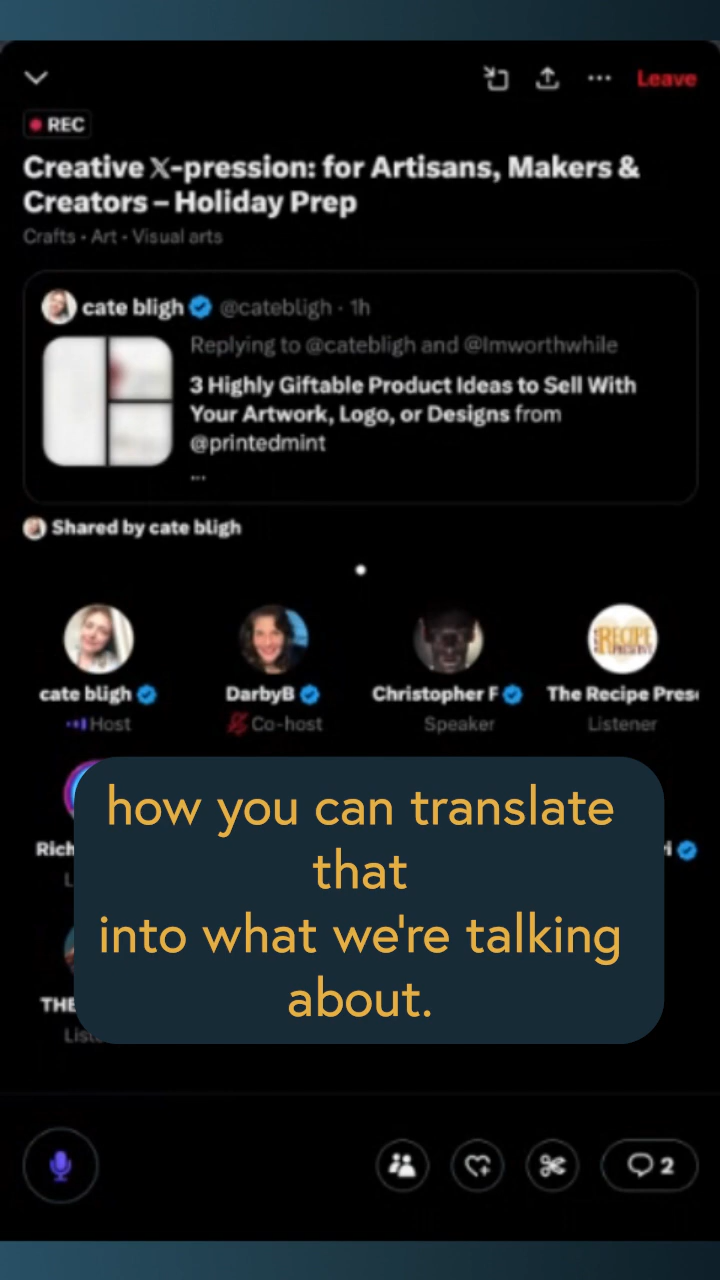 Leave
REC
Creative X-pression: for Artisans, Makers &
Creators – Holiday Prep
Crafts • Art • Visual arts
cate bligh @catebligh · 1h
Replying to @catebligh and @Imworthwhile
3 Highly Giftable Product Ideas to Sell With
Your Artwork, Logo, or Designs from
@printedmint
...
Shared by cate bligh
RECIPE
cate bligh DarbyB Christopher F The Recipe Pres
Host Co-host Speaker Listener
how you can translate
that
Rich
into what we're talking
about.
THE
2